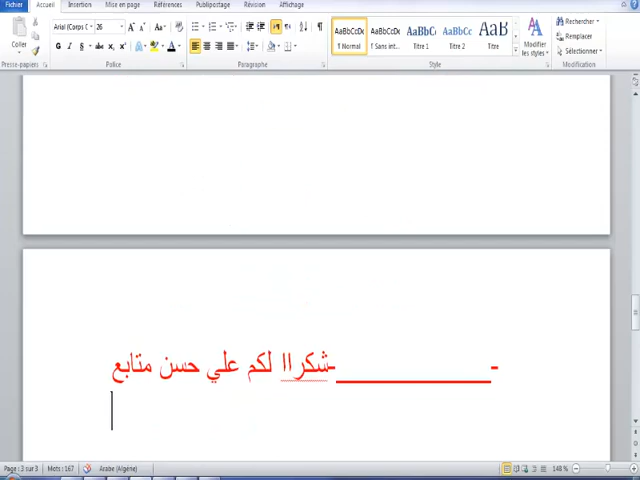 Fichier Accueil Insertion Mise en page Références Publipostage Révision Affichage
Coller
Arial (Corps C 26
AaBbCcDc AaBbCcDc AaBbC AaBbCc AaB
¶ Normal ¶ Sans int... Titre 1 Titre 2 Titre
Modifier les styles
Rechercher
Remplacer
Sélectionner
Presse-papiers Police Paragraphe Style Modification
-__________-شكراا لكم علي حسن متابع
Page : 3 sur 3 Mots : 167 Arabe (Algérie) 148 %